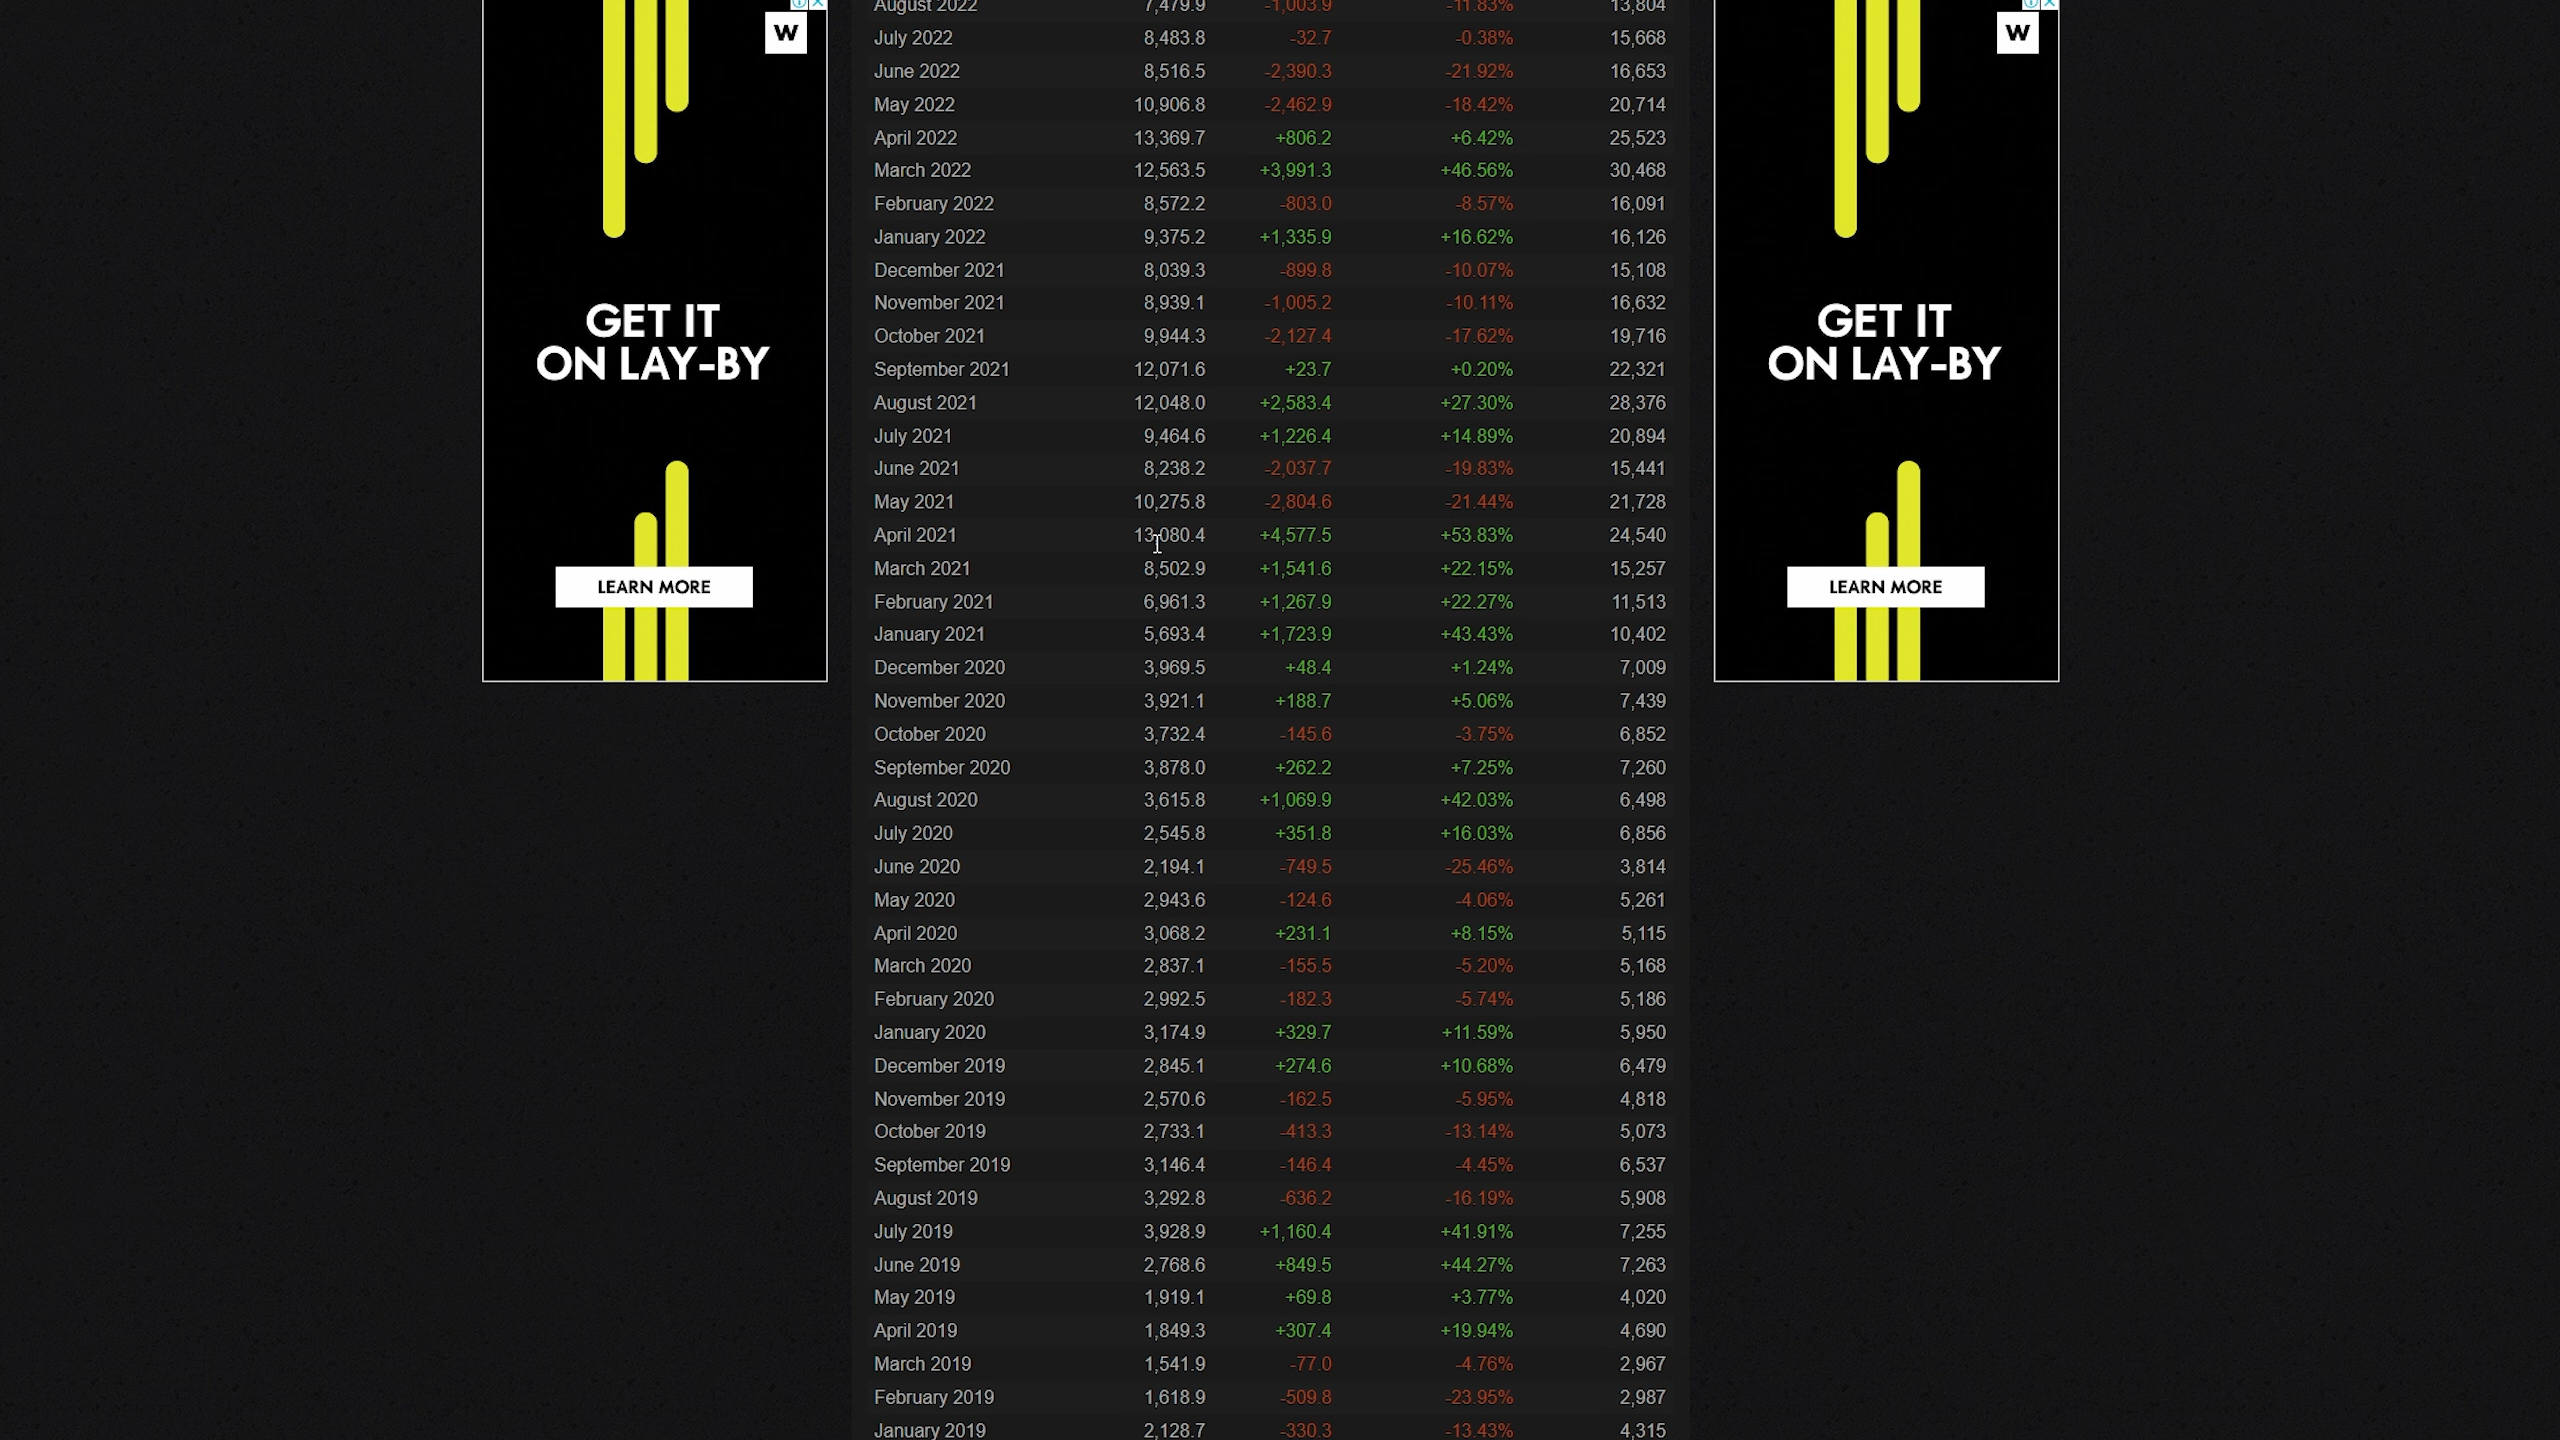 August 2022 7,479.9 -1,003.9 -11.83% 13,804
July 2022 8,483.8 -32.7 -0.38% 15,668
June 2022 8,516.5 -2,390.3 -21.92% 16,653
May 2022 10,906.8 -2,462.9 -18.42% 20,714
April 2022 13,369.7 +806.2 +6.42% 25,523
March 2022 12,563.5 +3,991.3 +46.56% 30,468
February 2022 8,572.2 -803.0 -8.57% 16,091
January 2022 9,375.2 +1,335.9 +16.62% 16,126
December 2021 8,039.3 -899.8 -10.07% 15,108
November 2021 8,939.1 -1,005.2 -10.11% 16,632
October 2021 9,944.3 -2,127.4 -17.62% 19,716
September 2021 12,071.6 +23.7 +0.20% 22,321
August 2021 12,048.0 +2,583.4 +27.30% 28,376
July 2021 9,464.6 +1,226.4 +14.89% 20,894
June 2021 8,238.2 -2,037.7 -19.83% 15,441
May 2021 10,275.8 -2,804.6 -21.44% 21,728
April 2021 13,080.4 +4,577.5 +53.83% 24,540
March 2021 8,502.9 +1,541.6 +22.15% 15,257
February 2021 6,961.3 +1,267.9 +22.27% 11,513
January 2021 5,693.4 +1,723.9 +43.43% 10,402
December 2020 3,969.5 +48.4 +1.24% 7,009
November 2020 3,921.1 +188.7 +5.06% 7,439
October 2020 3,732.4 -145.6 -3.75% 6,852
September 2020 3,878.0 +262.2 +7.25% 7,260
August 2020 3,615.8 +1,069.9 +42.03% 6,498
July 2020 2,545.8 +351.8 +16.03% 6,856
June 2020 2,194.1 -749.5 -25.46% 3,814
May 2020 2,943.6 -124.6 -4.06% 5,261
April 2020 3,068.2 +231.1 +8.15% 5,115
March 2020 2,837.1 -155.5 -5.20% 5,168
February 2020 2,992.5 -182.3 -5.74% 5,186
January 2020 3,174.9 +329.7 +11.59% 5,950
December 2019 2,845.1 +274.6 +10.68% 6,479
November 2019 2,570.6 -162.5 -5.95% 4,818
October 2019 2,733.1 -413.3 -13.14% 5,073
September 2019 3,146.4 -146.4 -4.45% 6,537
August 2019 3,292.8 -636.2 -16.19% 5,908
July 2019 3,928.9 +1,160.4 +41.91% 7,255
June 2019 2,768.6 +849.5 +44.27% 7,263
May 2019 1,919.1 +69.8 +3.77% 4,020
April 2019 1,849.3 +307.4 +19.94% 4,690
March 2019 1,541.9 -77.0 -4.76% 2,967
February 2019 1,618.9 -509.8 -23.95% 2,987
January 2019 2,128.7 -330.3 -13.43% 4,315
W
GET IT
ON LAY-BY
LEARN MORE
W
GET IT
ON LAY-BY
LEARN MORE